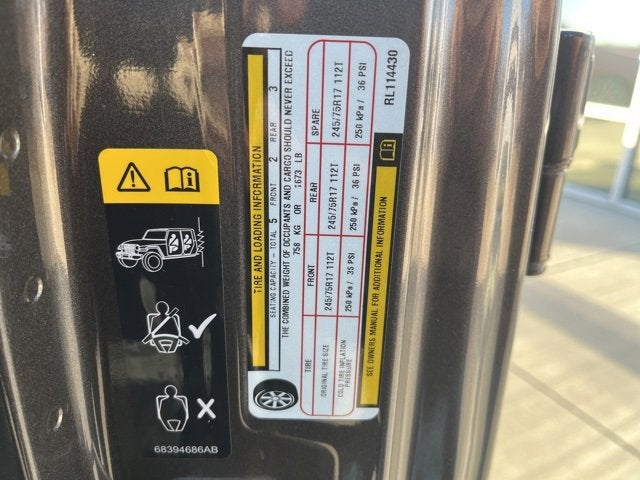 TIRE AND LOADING INFORMATION
SEATING CAPACITY - TOTAL 5 FRONT 2 REAR 3
THE COMBINED WEIGHT OF OCCUPANTS AND CARGO SHOULD NEVER EXCEED
758 KG OR 1673 LB
TIRE FRONT REAR SPARE
ORIGINAL TIRE SIZE 245/75R17 112T 245/75R17 112T 245/75R17 112T
COLD TIRE INFLATION PRESSURE 250 kPa / 36 PSI 250 kPa / 36 PSI 250 kPa / 36 PSI
SEE OWNERS MANUAL FOR ADDITIONAL INFORMATION
RL114430
68394686AB